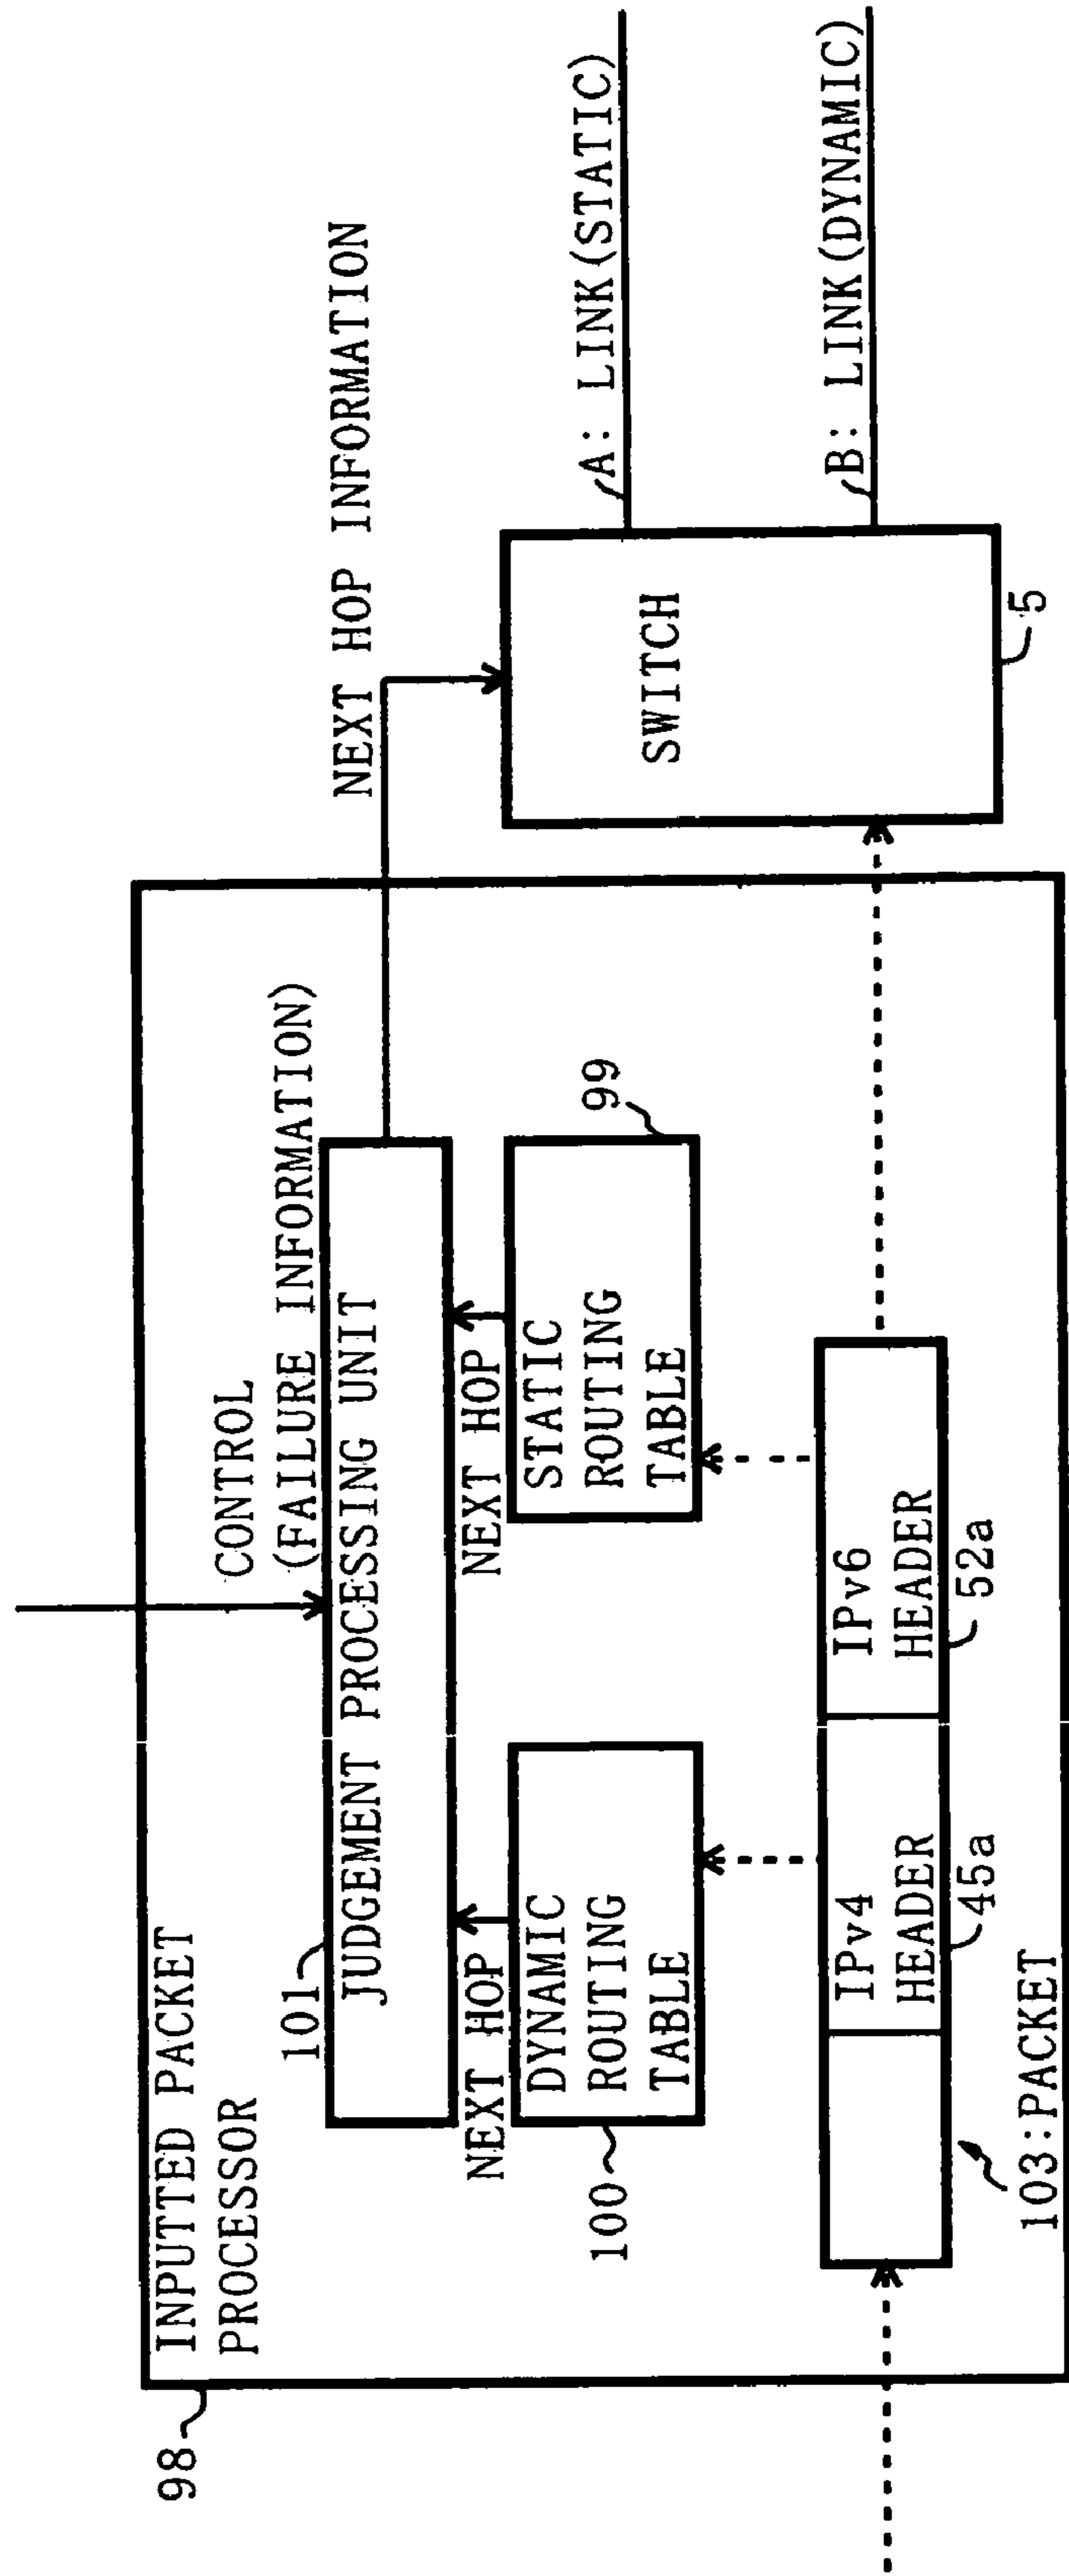 98
INPUTTED PACKET
PROCESSOR
CONTROL
(FAILURE INFORMATION)
101
JUDGEMENT PROCESSING UNIT
NEXT HOP INFORMATION
NEXT HOP
NEXT HOP
100
DYNAMIC
ROUTING
TABLE
STATIC
ROUTING
TABLE
99
IPv4
HEADER
45a
IPv6
HEADER
52a
103::PACKET
SWITCH
5
A: LINK(STATIC)
B: LINK(DYNAMIC)